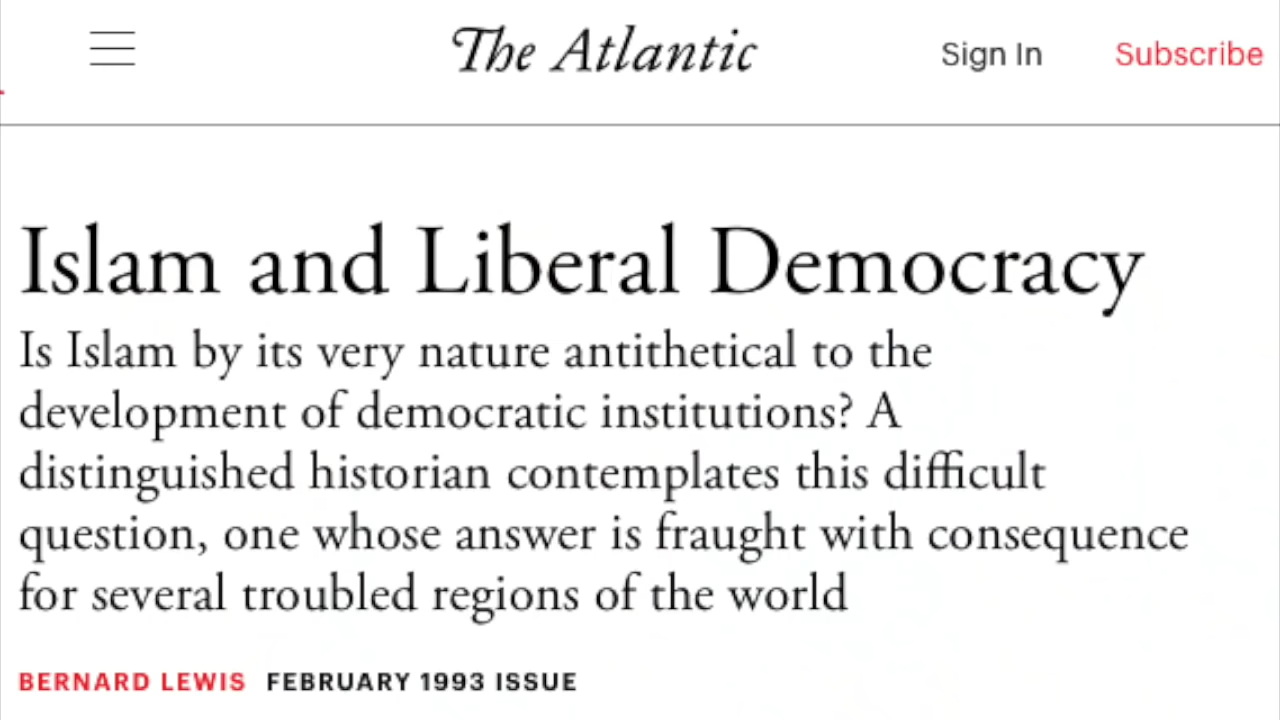 The Atlantic
Sign In
Subscribe
Islam and Liberal Democracy
Is Islam by its very nature antithetical to the
development of democratic institutions? A
distinguished historian contemplates this difficult
question, one whose answer is fraught with consequence
for several troubled regions of the world
BERNARD LEWIS FEBRUARY 1993 ISSUE